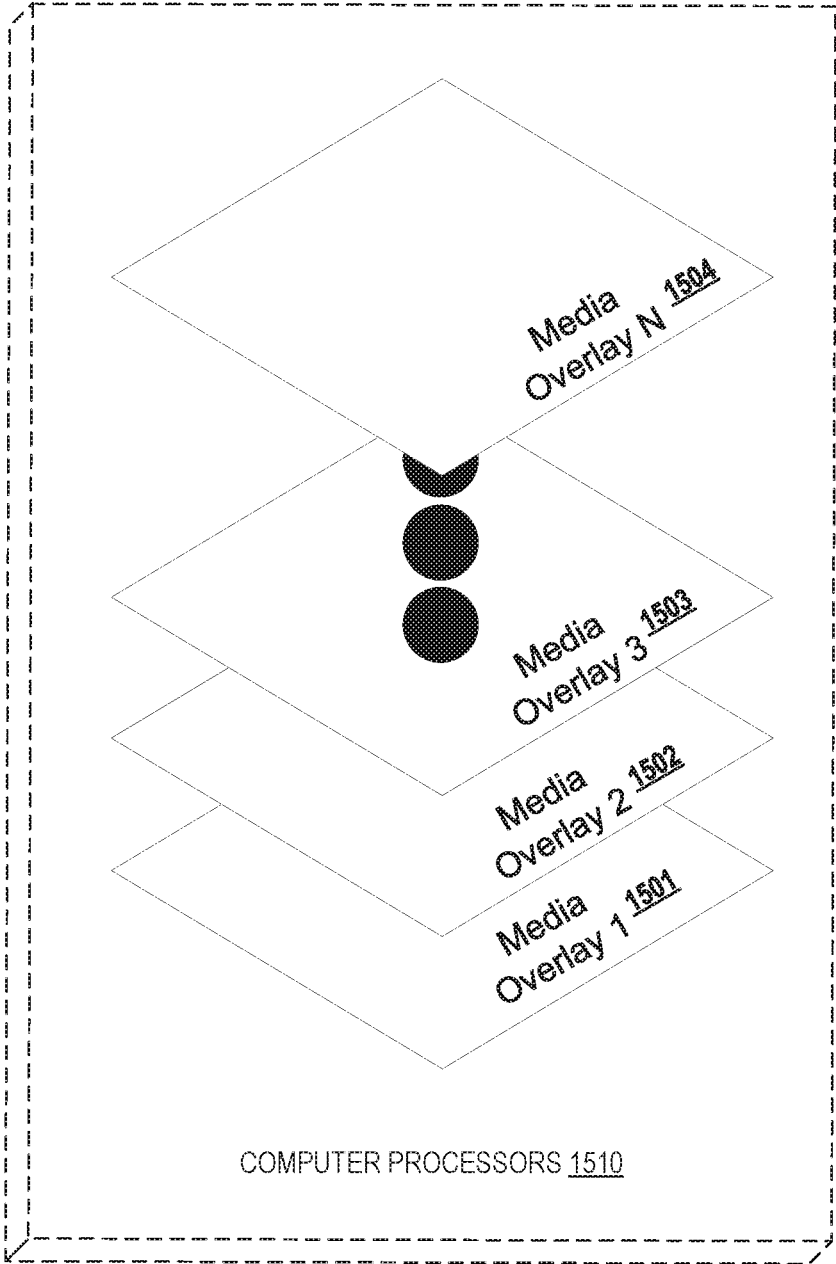 Media
Overlay N 1504
Media
Overlay 3 1503
Media
Overlay 2 1502
Media
Overlay 1 1501
COMPUTER PROCESSORS 1510